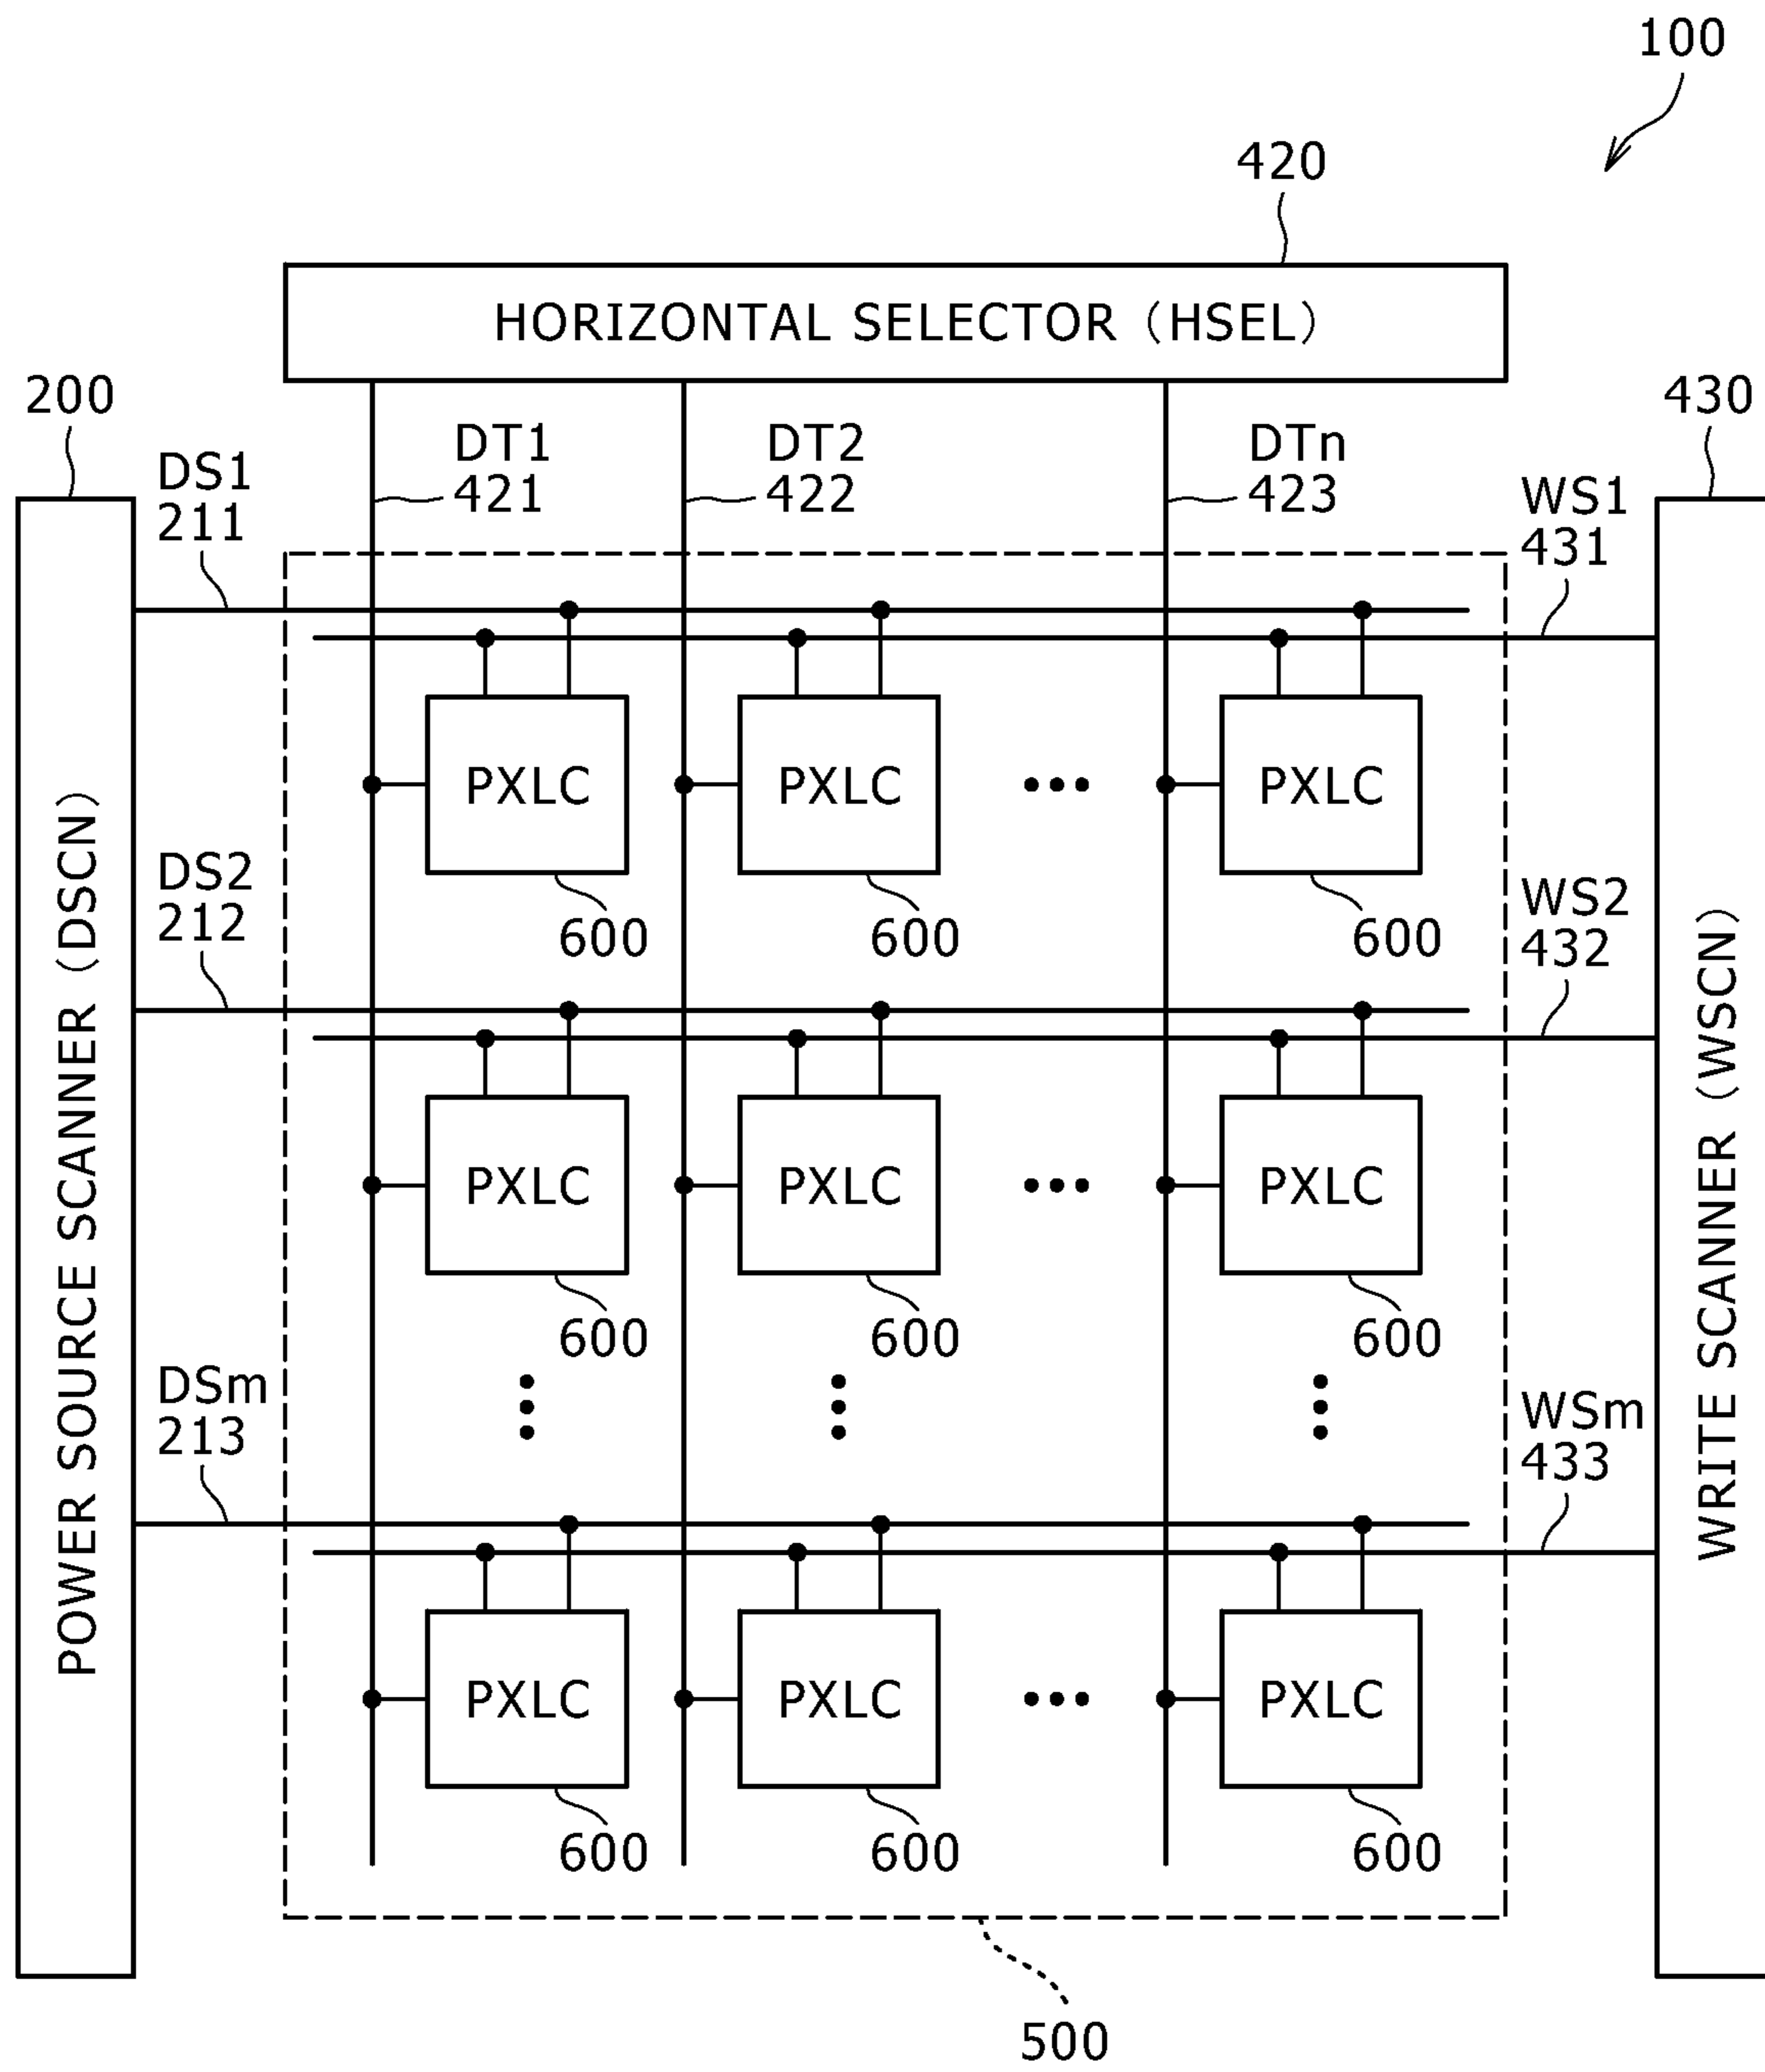 100
420
HORIZONTAL SELECTOR (HSEL)
200
430
DS1
211
DT1
421
DT2
422
DTn
423
WS1
431
PXLC
PXLC
PXLC
600
600
600
DS2
212
WS2
432
PXLC
PXLC
PXLC
600
600
600
DSm
213
WSm
433
PXLC
PXLC
PXLC
600
600
600
POWER SOURCE SCANNER (DSCN)
WRITE SCANNER (WSCN)
500